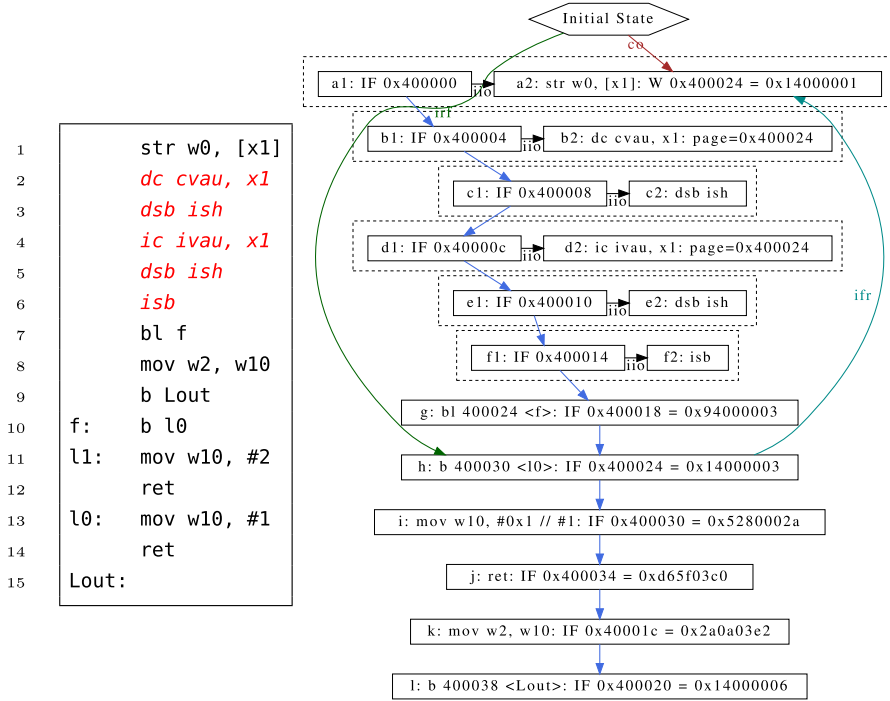 1 str w0, [x1]
2 dc cvau, x1
3 dsb ish
4 ic ivau, x1
5 dsb ish
6 isb
7 bl f
8 mov w2, w10
9 b Lout
10 f: b l0
11 l1: mov w10, #2
12 ret
13 l0: mov w10, #1
14 ret
15 Lout:
Initial State
co
a1: IF 0x400000
iio
a2: str w0, [x1]: W 0x400024 = 0x14000001
irf
b1: IF 0x400004
iio
b2: dc cvau, x1: page=0x400024
c1: IF 0x400008
iio
c2: dsb ish
d1: IF 0x40000c
iio
d2: ic ivau, x1: page=0x400024
e1: IF 0x400010
iio
e2: dsb ish
ifr
f1: IF 0x400014
iio
f2: isb
g: bl 400024 <f>: IF 0x400018 = 0x94000003
h: b 400030 <l0>: IF 0x400024 = 0x14000003
i: mov w10, #0x1 // #1: IF 0x400030 = 0x5280002a
j: ret: IF 0x400034 = 0xd65f03c0
k: mov w2, w10: IF 0x40001c = 0x2a0a03e2
l: b 400038 <Lout>: IF 0x400020 = 0x14000006